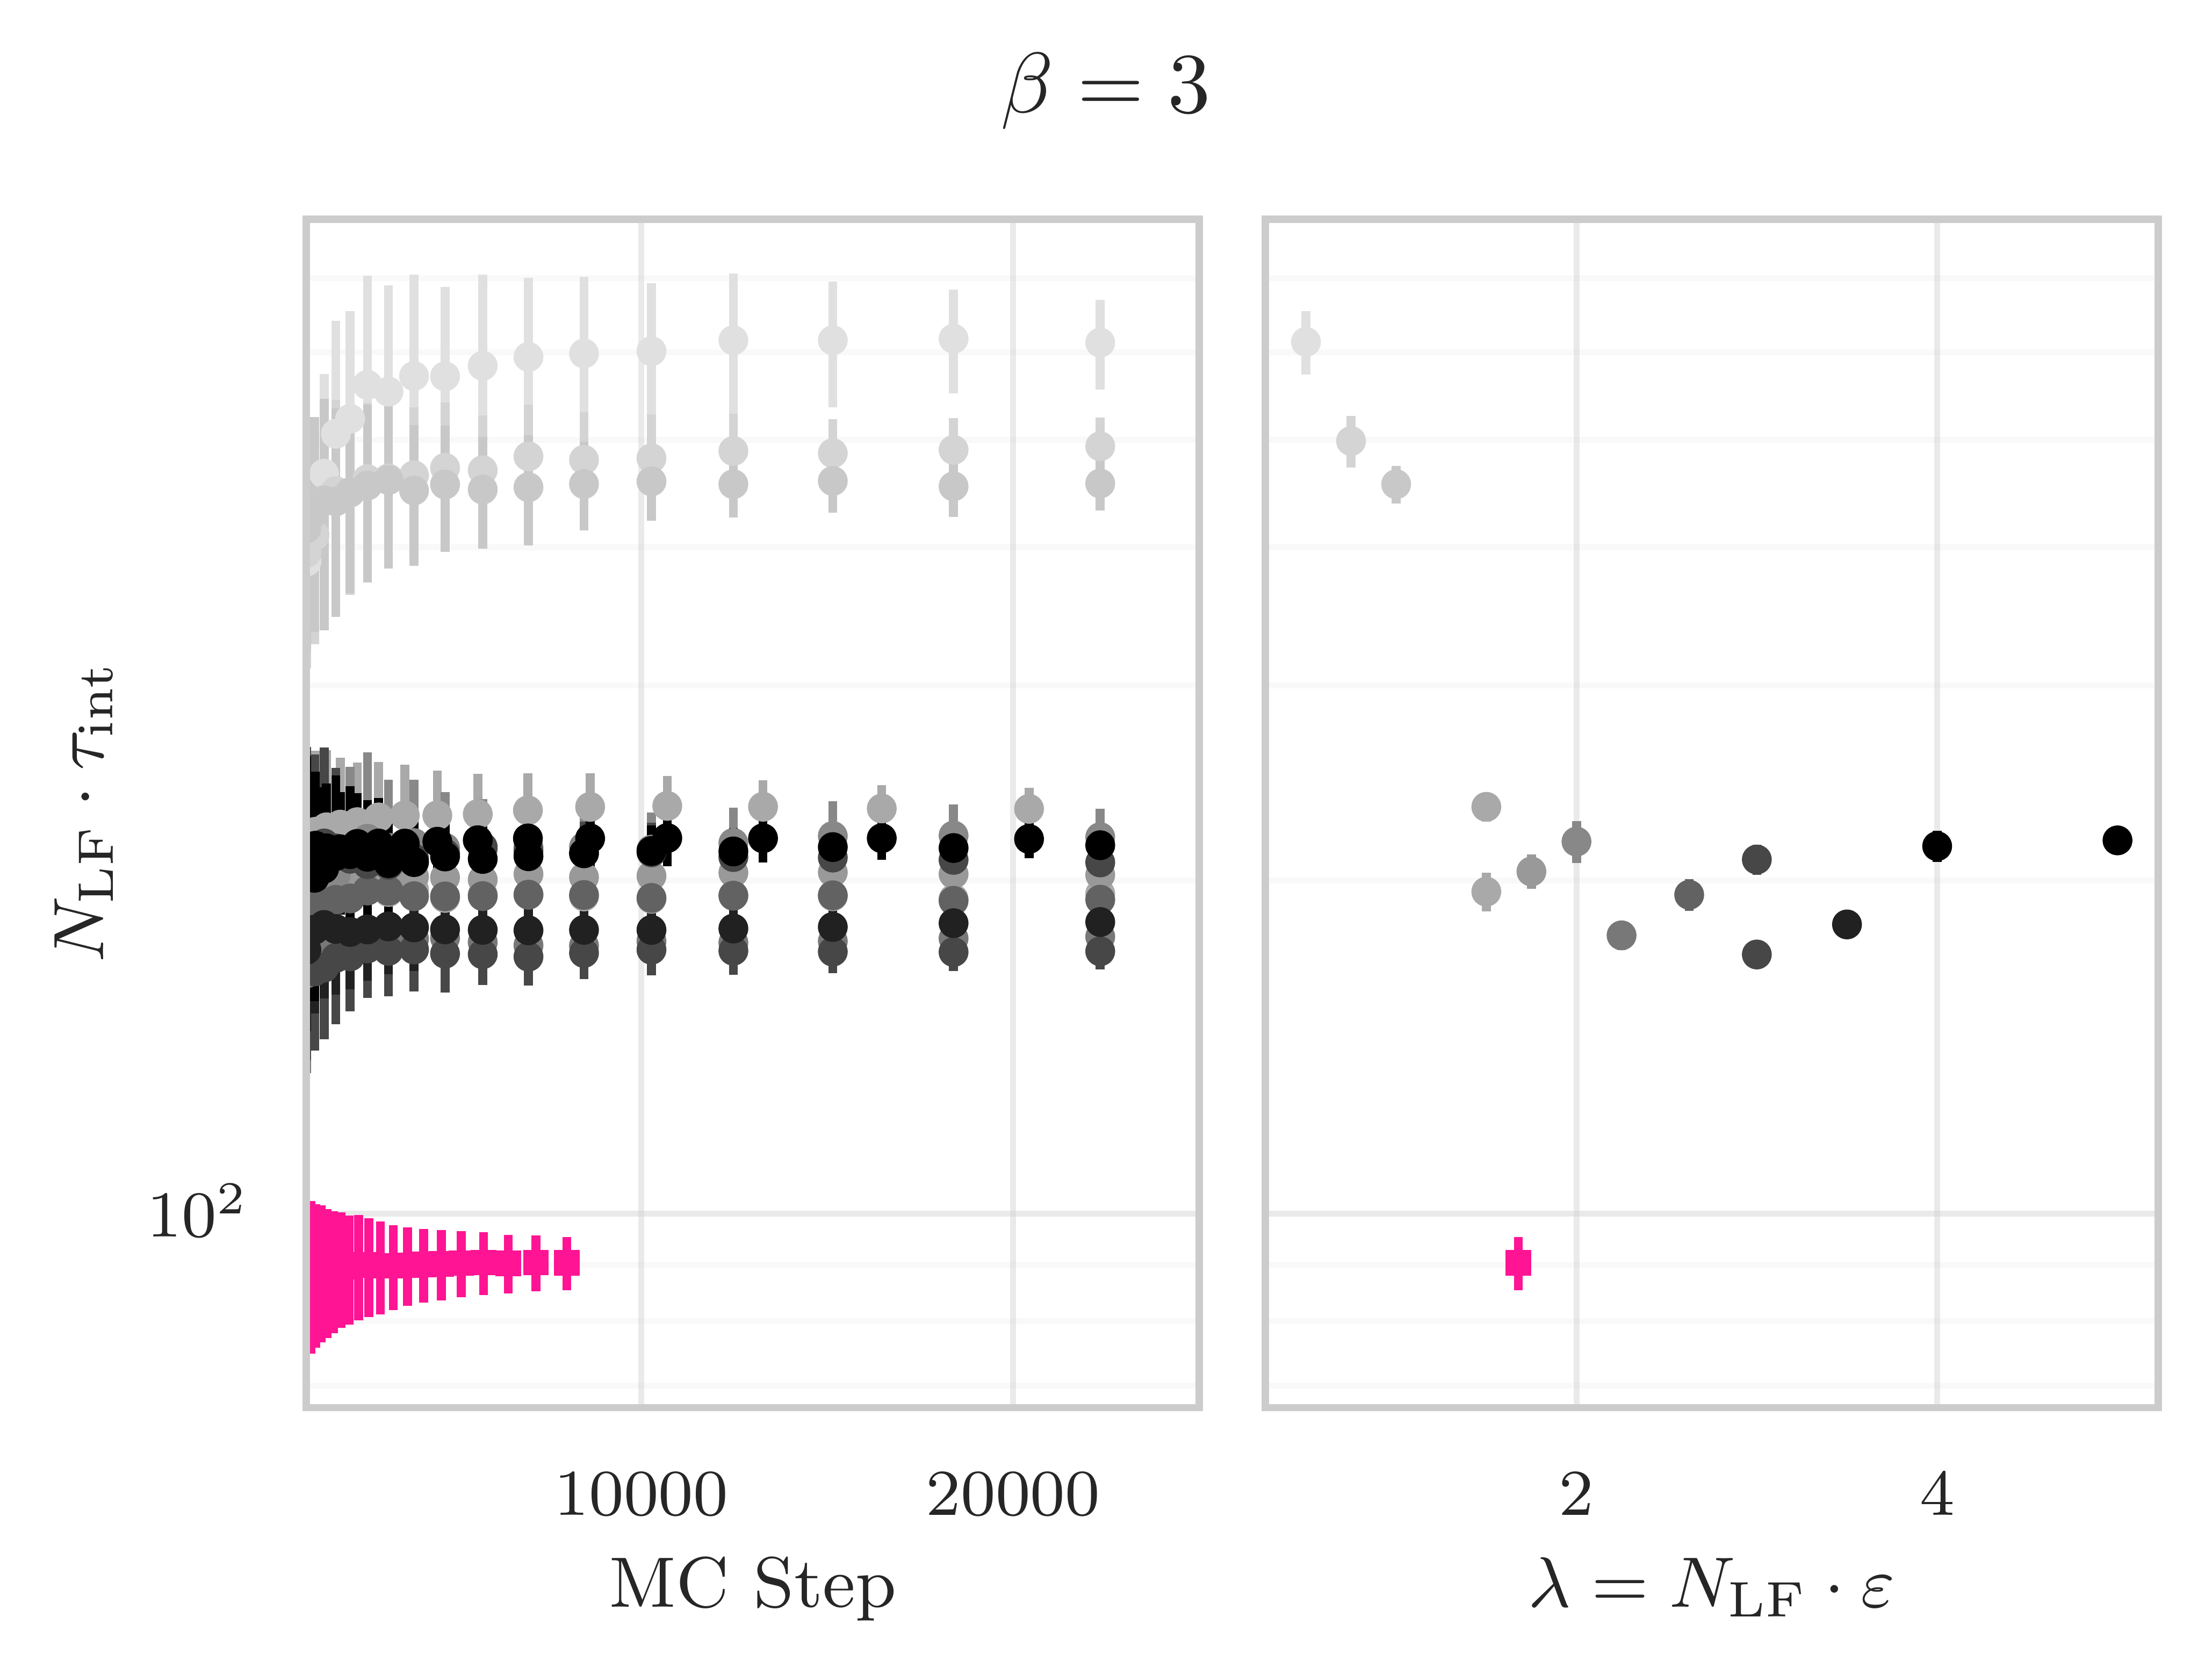 β = 3
N_LF · τ_int
10²
10000 20000
MC Step
2 4
λ = N_LF · ε